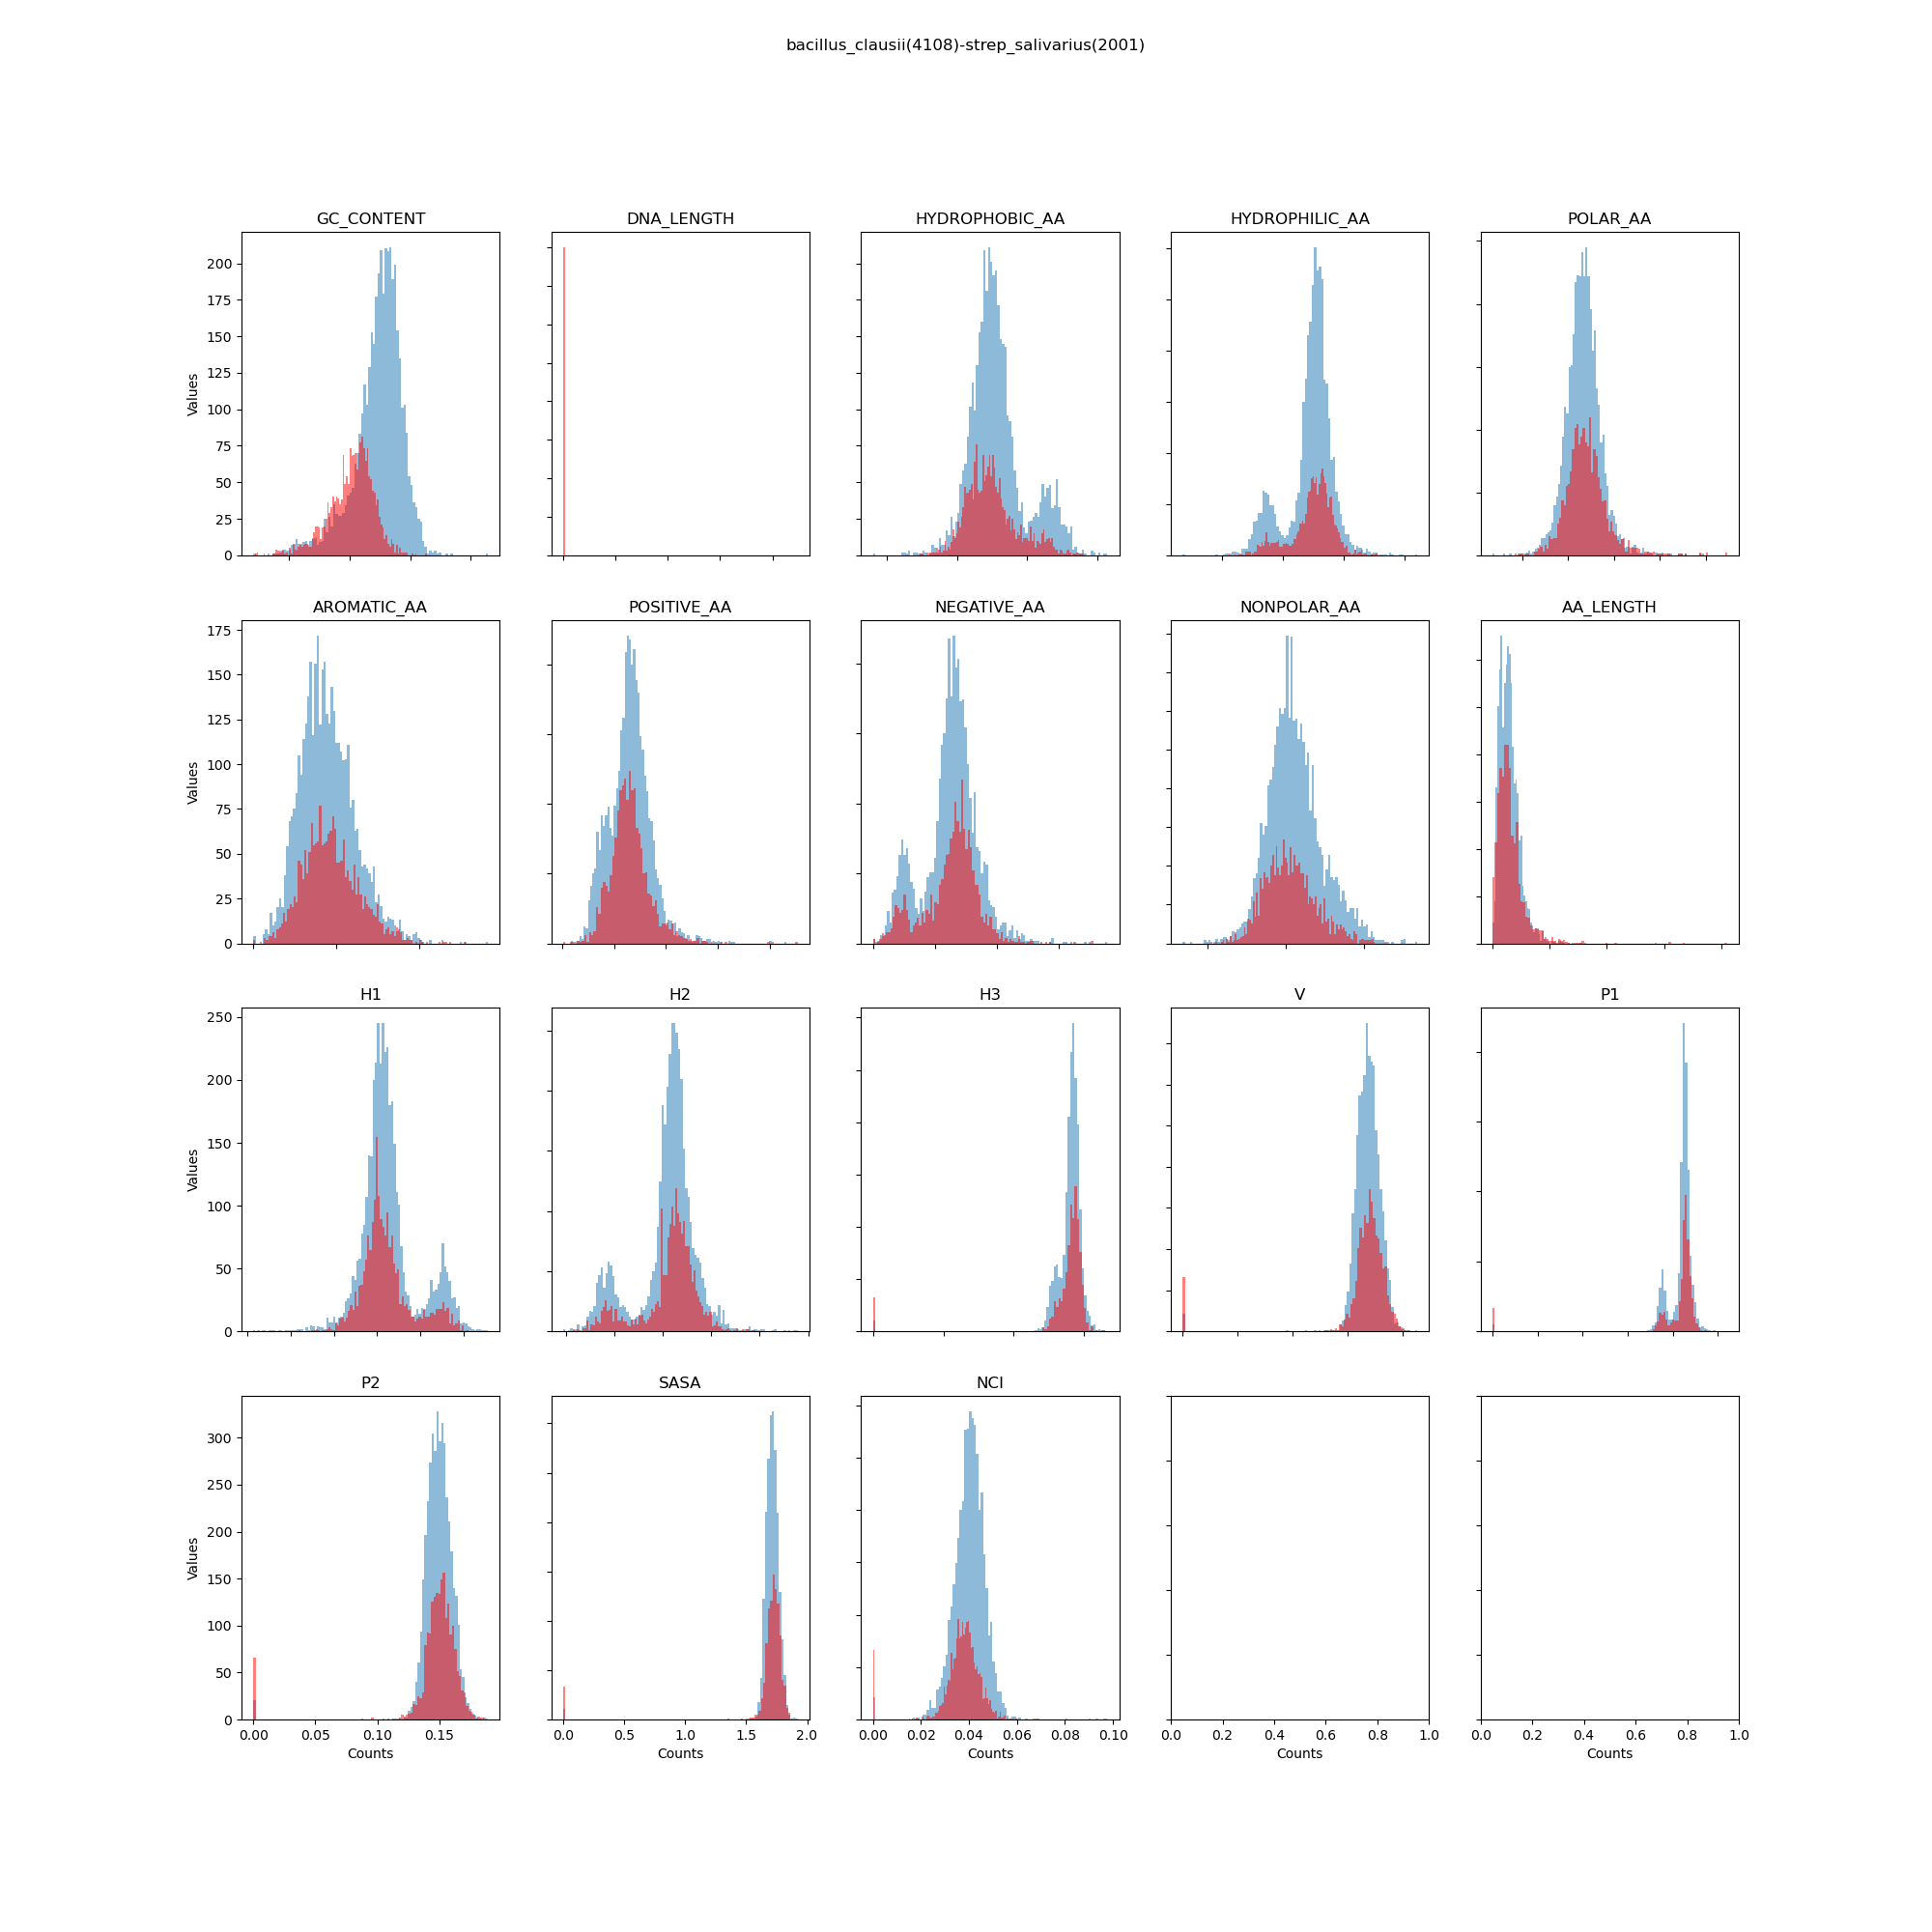 bacillus_clausii(4108)-strep_salivarius(2001)
GC_CONTENT DNA_LENGTH HYDROPHOBIC_AA HYDROPHILIC_AA POLAR_AA
200
175
150
125
100
75
50
25
0
Values
AROMATIC_AA POSITIVE_AA NEGATIVE_AA NONPOLAR_AA AA_LENGTH
175
150
125
100
75
50
25
0
Values
H1 H2 H3 V P1
250
200
150
100
50
0
Values
P2 SASA NCI
300
250
200
150
100
50
0
Values
0.00 0.05 0.10 0.15 0.0 0.5 1.0 1.5 2.0 0.00 0.02 0.04 0.06 0.08 0.10 0.0 0.2 0.4 0.6 0.8 1.0 0.0 0.2 0.4 0.6 0.8 1.0
Counts Counts Counts Counts Counts